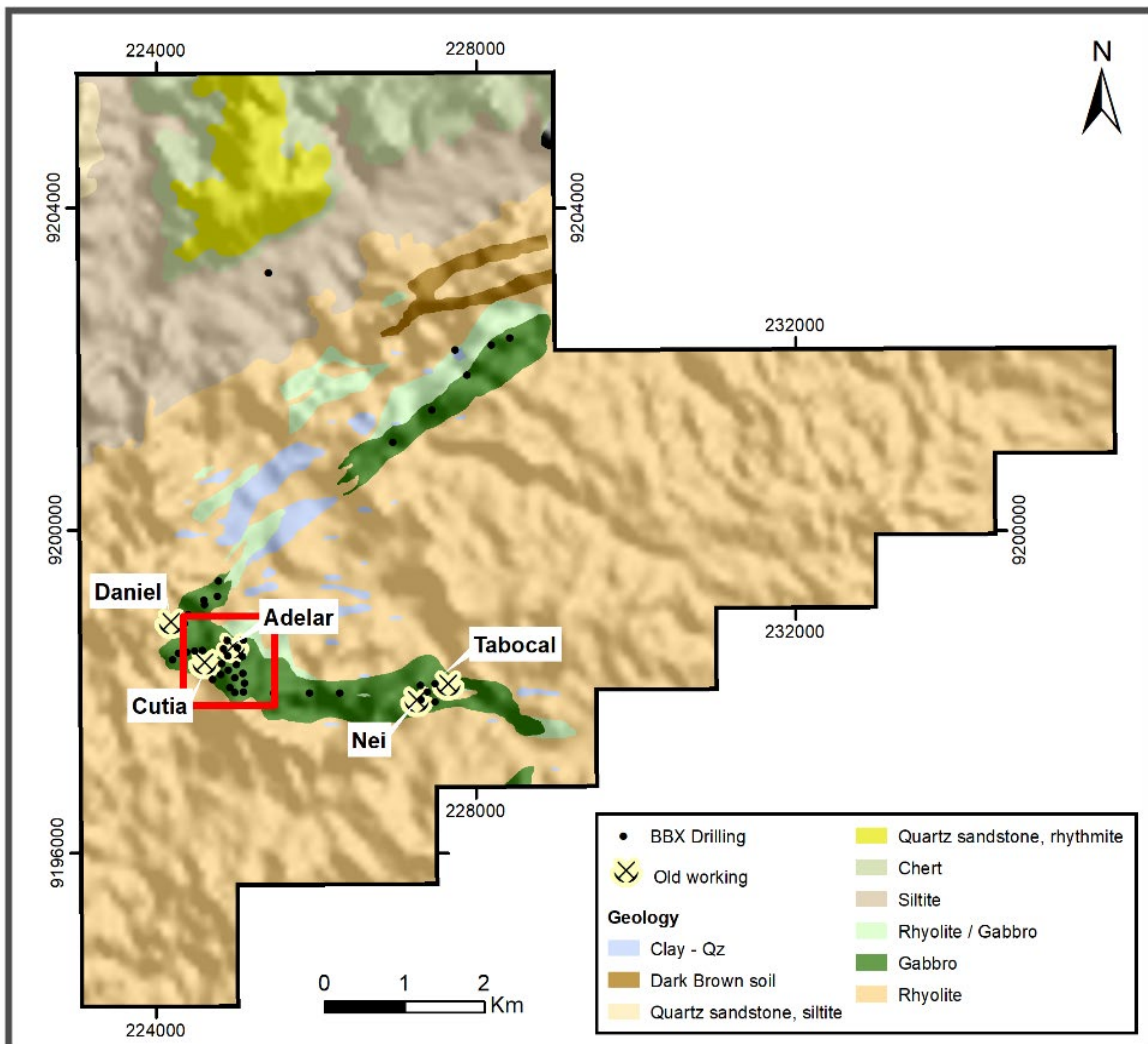 224000
228000
N
9204000
9204000
232000
9200000
9200000
Daniel
Adelar
232000
Tabocal
Cutia
Nei
228000
9196000
0 1 2
Km
224000
BBX Drilling
Old working
Geology
Clay - Qz
Dark Brown soil
Quartz sandstone, siltite
Quartz sandstone, rhythmite
Chert
Siltite
Rhyolite / Gabbro
Gabbro
Rhyolite